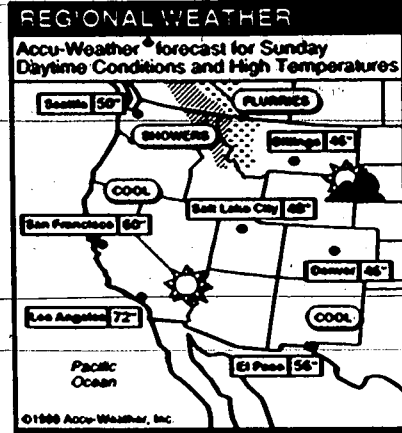 REGIONAL WEATHER
Accu-Weather forecast for Sunday
Daytime Conditions and High Temperatures
Seattle 50°
FLURRIES
SHOWERS
Billings 46°
COOL
San Francisco 60°
Salt Lake City 48°
Denver 46°
Los Angeles 72°
COOL
Pacific
Ocean
El Paso 56°
Accu-Weather, Inc.